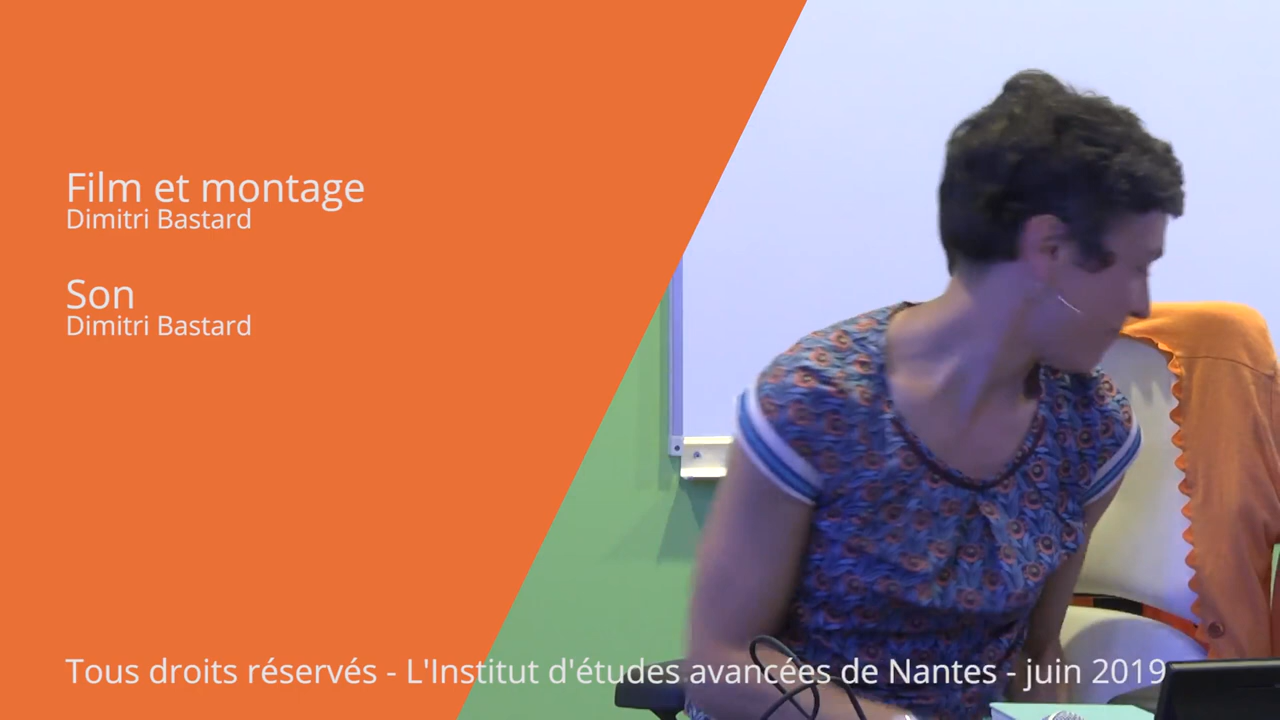 Film et montage
Dimitri Bastard
Son
Dimitri Bastard
Tous droits réservés - L'Institut d'études avancées de Nantes - juin 2019